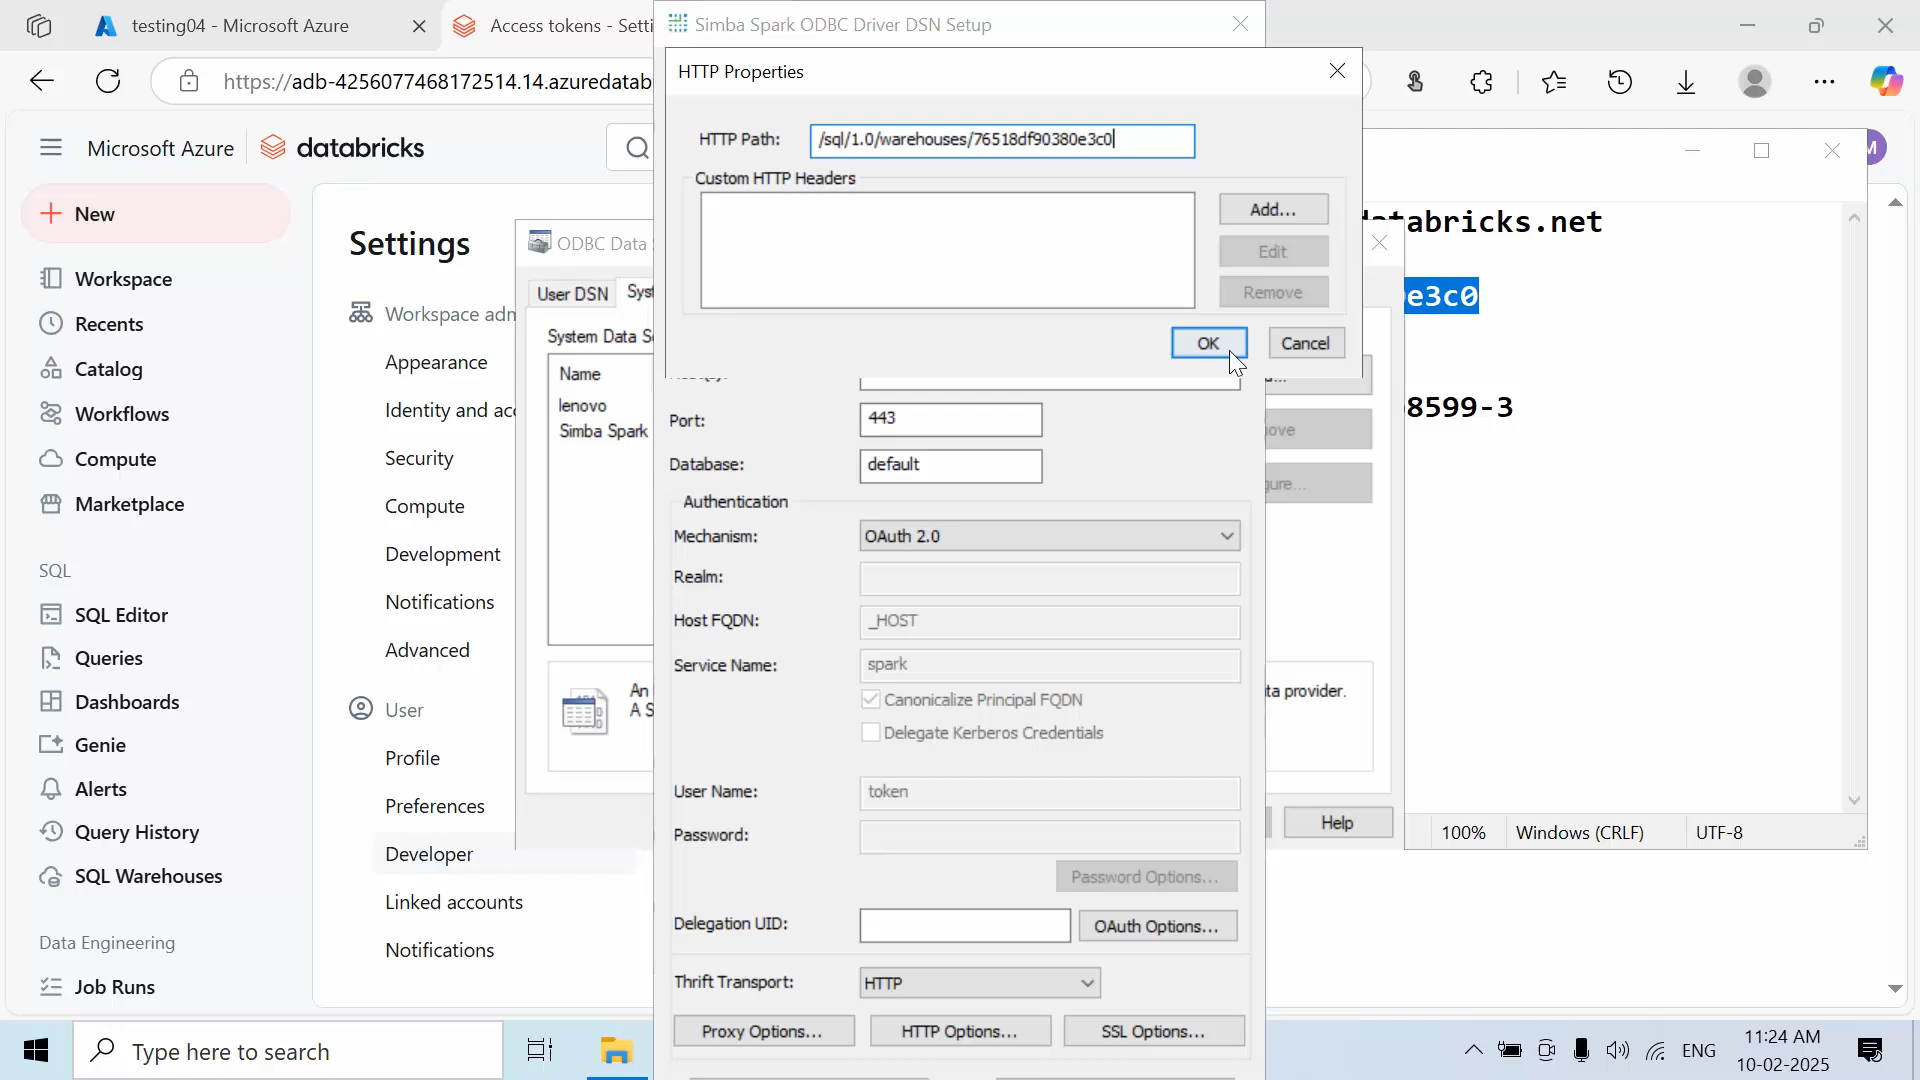 testing04 - Microsoft Azure
Access tokens - Setti
Simba Spark ODBC Driver DSN Setup
https://adb-4256077468172514.14.azuredatab
HTTP Properties
HTTP Path:
/sql/1.0/warehouses/76518df90380e3c0
Custom HTTP Headers
Add...
Edit
Remove
OK
Cancel
Microsoft Azure
databricks
New
Workspace
Recents
Catalog
Workflows
Compute
Marketplace
SQL
SQL Editor
Queries
Dashboards
Genie
Alerts
Query History
SQL Warehouses
Data Engineering
Job Runs
Settings
Workspace adm
Appearance
Identity and acc
Security
Compute
Development
Notifications
Advanced
User
Profile
Preferences
Developer
Linked accounts
Notifications
ODBC Data
User DSN
Syst
System Data So
Name
lenovo
Simba Spark
An
A S
ta provider.
Help
Port:
443
Database:
default
Authentication
Mechanism:
OAuth 2.0
Realm:
Host FQDN:
_HOST
Service Name:
spark
Canonicalize Principal FQDN
Delegate Kerberos Credentials
User Name:
token
Password:
Password Options...
Delegation UID:
OAuth Options...
Thrift Transport:
HTTP
Proxy Options...
HTTP Options...
SSL Options...
M
atabricks.net
e3c0
8599-3
ove
gure...
100%
Windows (CRLF)
UTF-8
Type here to search
ENG
11:24 AM
10-02-2025